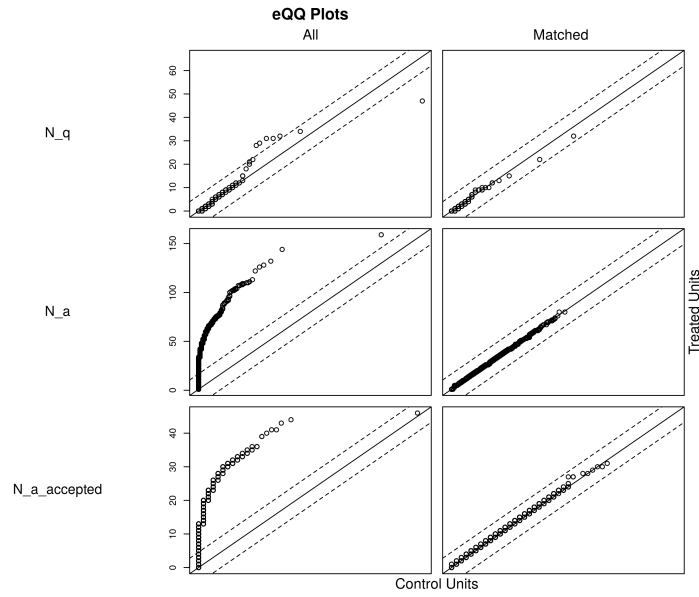 eQQ Plots
All
Matched
N_q
0
10
20
30
40
50
60
N_a
0
50
100
150
N_a_accepted
0
10
20
30
40
Treated Units
Control Units